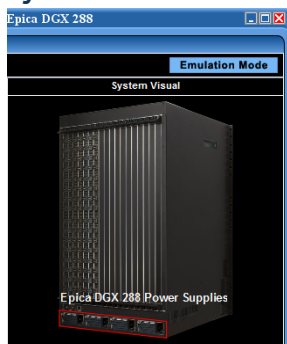 Epica DGX 288
Emulation Mode
System Visual
Epica DGX 288 Power Supplies